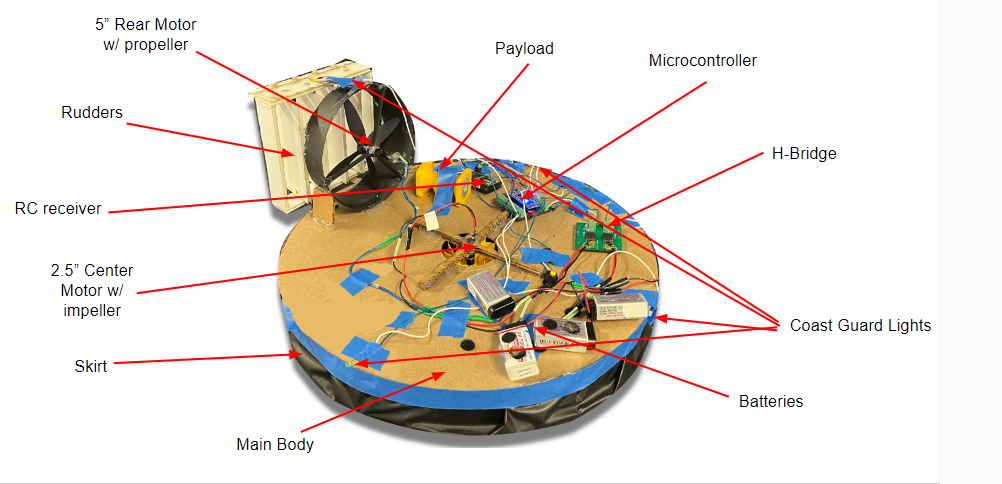 5” Rear Motor
w/ propeller
Payload
Microcontroller
Rudders
H-Bridge
RC receiver
2.5” Center
Motor w/
impeller
Coast Guard Lights
Skirt
Batteries
Main Body